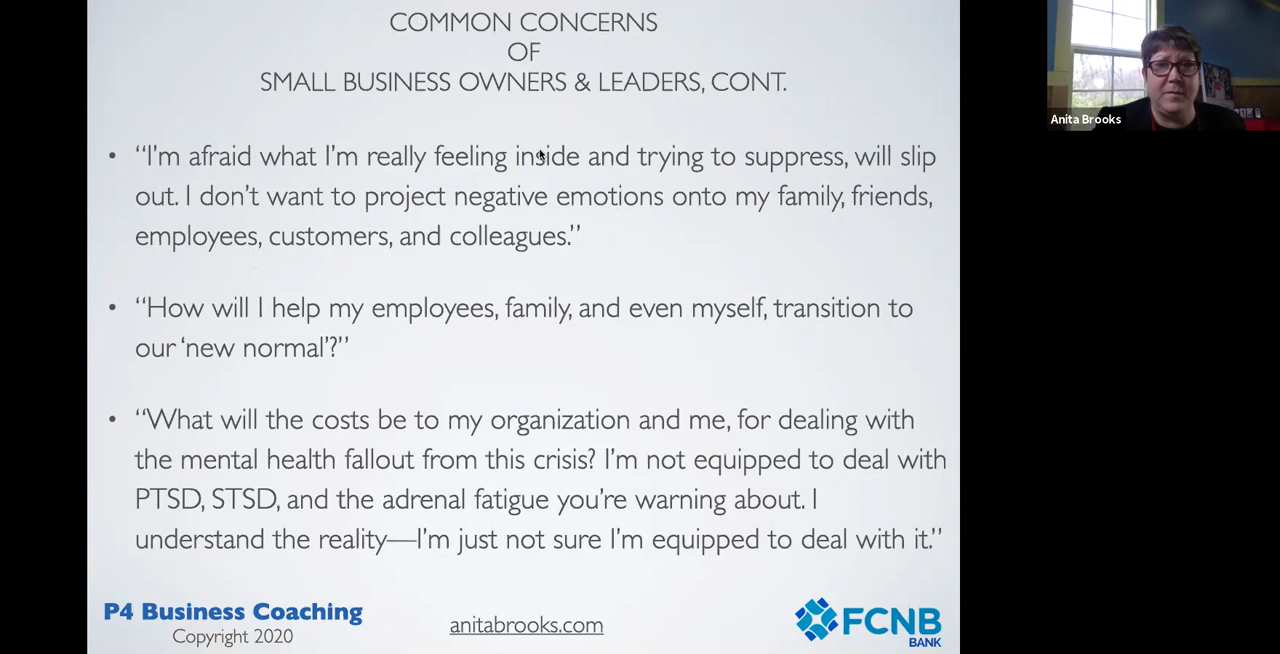 COMMON CONCERNS
OF
SMALL BUSINESS OWNERS & LEADERS, CONT.
• “I’m afraid what I’m really feeling inside and trying to suppress, will slip
out. I don’t want to project negative emotions onto my family, friends,
employees, customers, and colleagues.”
• “How will I help my employees, family, and even myself, transition to
our ‘new normal’?”
• “What will the costs be to my organization and me, for dealing with
the mental health fallout from this crisis? I’m not equipped to deal with
PTSD, STSD, and the adrenal fatigue you’re warning about. I
understand the reality—I’m just not sure I’m equipped to deal with it.”
P4 Business Coaching
Copyright 2020
anitabrooks.com
FCNB
BANK
Anita Brooks